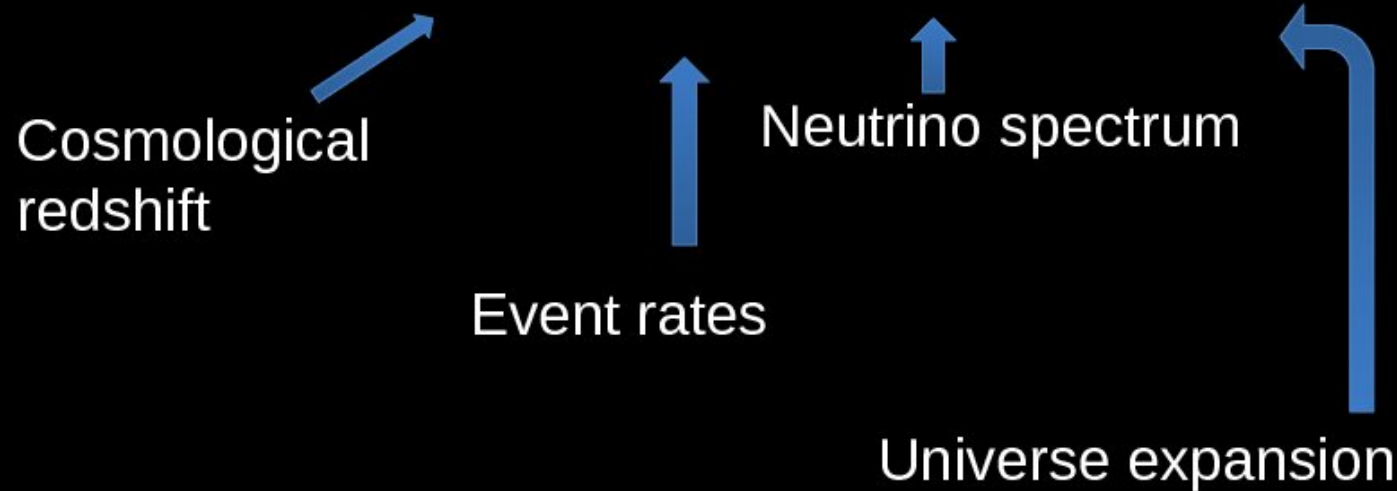 Cosmological
redshift
Neutrino spectrum
Event rates
Universe expansion